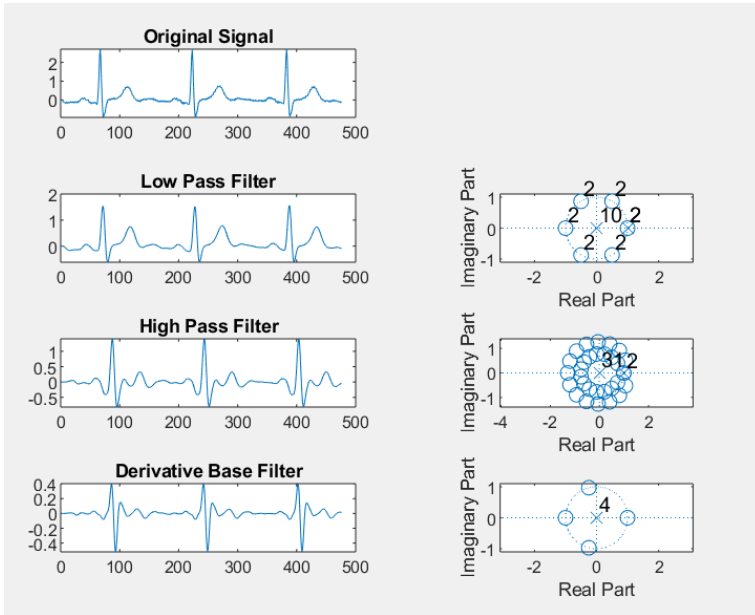 Original Signal
2
1
0
0 100 200 300 400 500
Low Pass Filter
2
1
0
0 100 200 300 400 500
Imaginary Part
1
0
-1
2 2
2 10 2
2 2
-2 0 2
Real Part
High Pass Filter
1
0.5
0
-0.5
0 100 200 300 400 500
Imaginary Part
1
0
-1
31 2
-4 -2 0 2
Real Part
Derivative Base Filter
0.4
0.2
0
-0.2
-0.4
0 100 200 300 400 500
Imaginary Part
1
0
-1
4
-2 0 2
Real Part